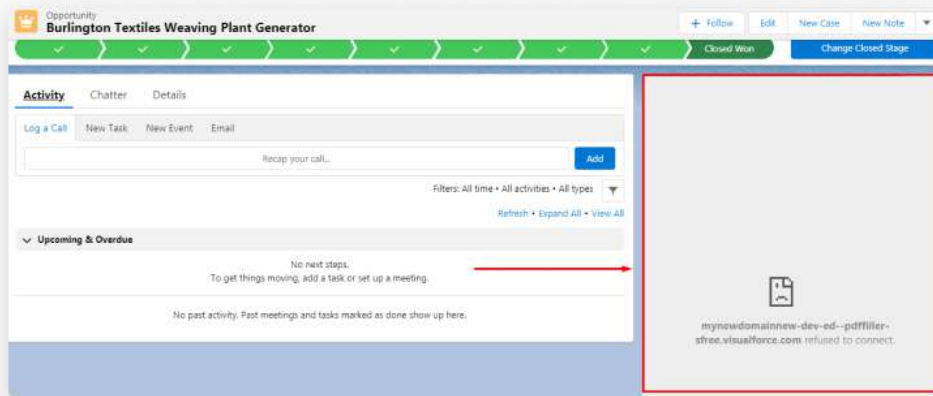 Opportunity
Burlington Textiles Weaving Plant Generator
+ Follow
Edit
New Case
New Note
Closed Won
Change Closed Stage
Activity
Chatter
Details
Log a Call
New Task
New Event
Email
Recap your call...
Add
Filters: All time • All activities • All types
Refresh • Expand All • View All
Upcoming & Overdue
No next steps.
To get things moving, add a task or set up a meeting.
No past activity. Past meetings and tasks marked as done show up here.
mynewdomainnew-dev-ed--pdffiller-
sfree.visualforce.com refused to connect.